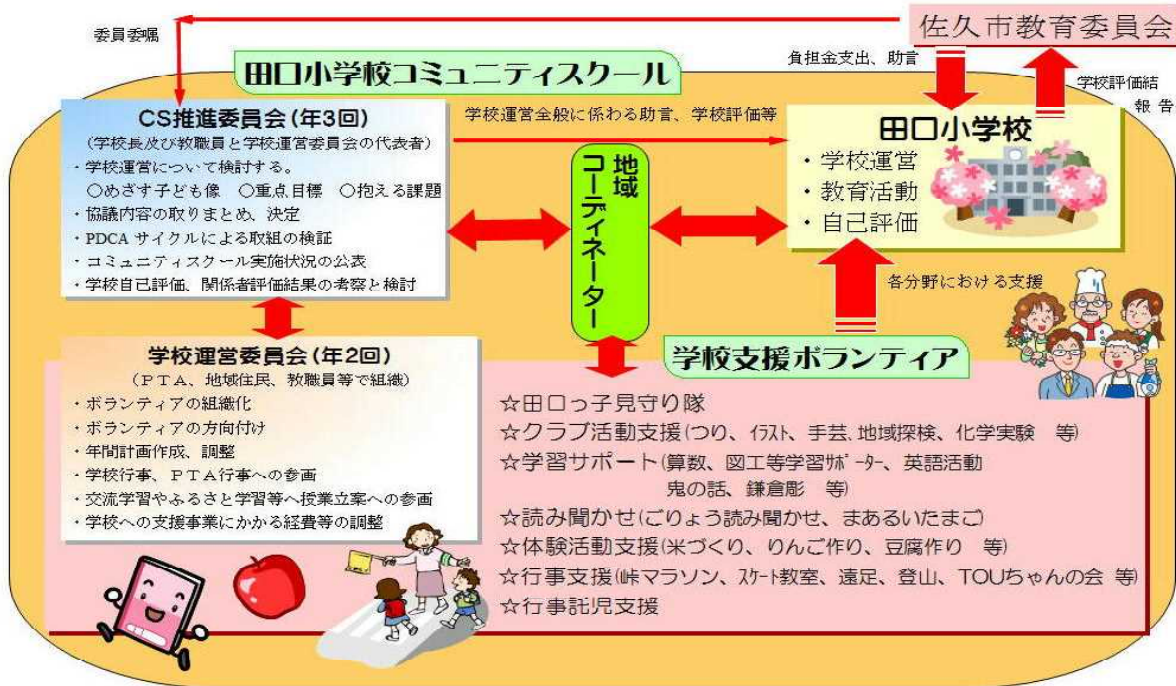 佐久市教育委員会
委員委嘱
負担金支出、助言
学校評価結
報 告
田口小学校コミュニティスクール
CS推進委員会(年3回)
(学校長及び教職員と学校運営委員会の代表者)
・学校運営について検討する。
〇めざす子ども像 〇重点目標 〇抱える課題
・協議内容の取りまとめ、決定
・PDCA サイクルによる取組の検証
・コミュニティスクール実施状況の公表
・学校自己評価、関係者評価結果の考察と検討
学校運営全般に係わる助言、学校評価等
地域
コーディネーター
田口小学校
・学校運営
・教育活動
・自己評価
各分野における支援
学校運営委員会(年2回)
(PTA、地域住民、教職員等で組織)
・ボランティアの組織化
・ボランティアの方向付け
・年間計画作成、調整
・学校行事、PTA行事への参画
・交流学習やふるさと学習等へ授業立案への参画
・学校への支援事業にかかる経費等の調整
学校支援ボランティア
☆田口っ子見守り隊
☆クラブ活動支援(つり、イラスト、手芸、地域探検、化学実験 等)
☆学習サポート(算数、図工等学習サポーター、英語活動
鬼の話、鎌倉彫 等)
☆読み聞かせ(ごりょう読み聞かせ、まあるいたまご)
☆体験活動支援(米づくり、りんご作り、豆腐作り 等)
☆行事支援(峠マラソン、スケート教室、遠足、登山、TOUちゃんの会 等)
☆行事託児支援